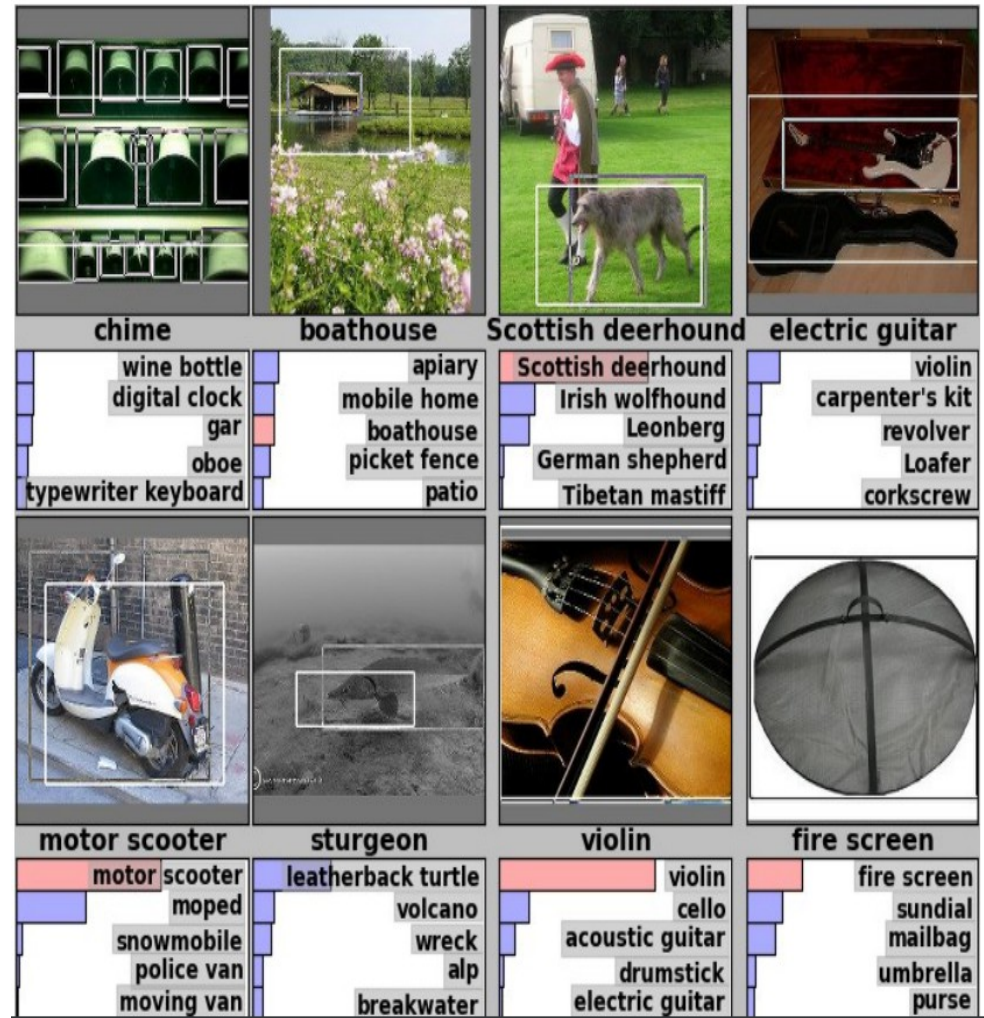 chime
boathouse
Scottish deerhound
electric guitar
wine bottle
digital clock
gar
oboe
typewriter keyboard
apiary
mobile home
boathouse
picket fence
patio
Scottish deerhound
Irish wolfhound
Leonberg
German shepherd
Tibetan mastiff
violin
carpenter's kit
revolver
Loafer
corkscrew
motor scooter
sturgeon
violin
fire screen
motor scooter
moped
snowmobile
police van
moving van
leatherback turtle
volcano
wreck
alp
breakwater
violin
cello
acoustic guitar
drumstick
electric guitar
fire screen
sundial
mailbag
umbrella
purse